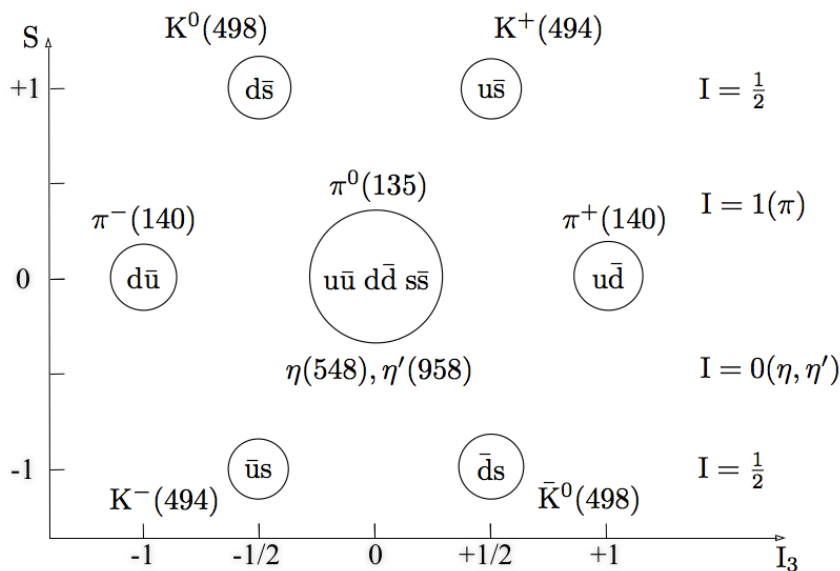 K⁰(498) K⁺(494)
S
+1 ds̄ us̄ I = 1/2
π⁰(135)
π⁻(140) π⁺(140) I = 1(π)
0 dū uū dd̄ ss̄ ud̄
η(548), η′(958) I = 0(η, η′)
-1 ūs d̄s I = 1/2
K⁻(494) K̄⁰(498)
-1 -1/2 0 +1/2 +1 I₃